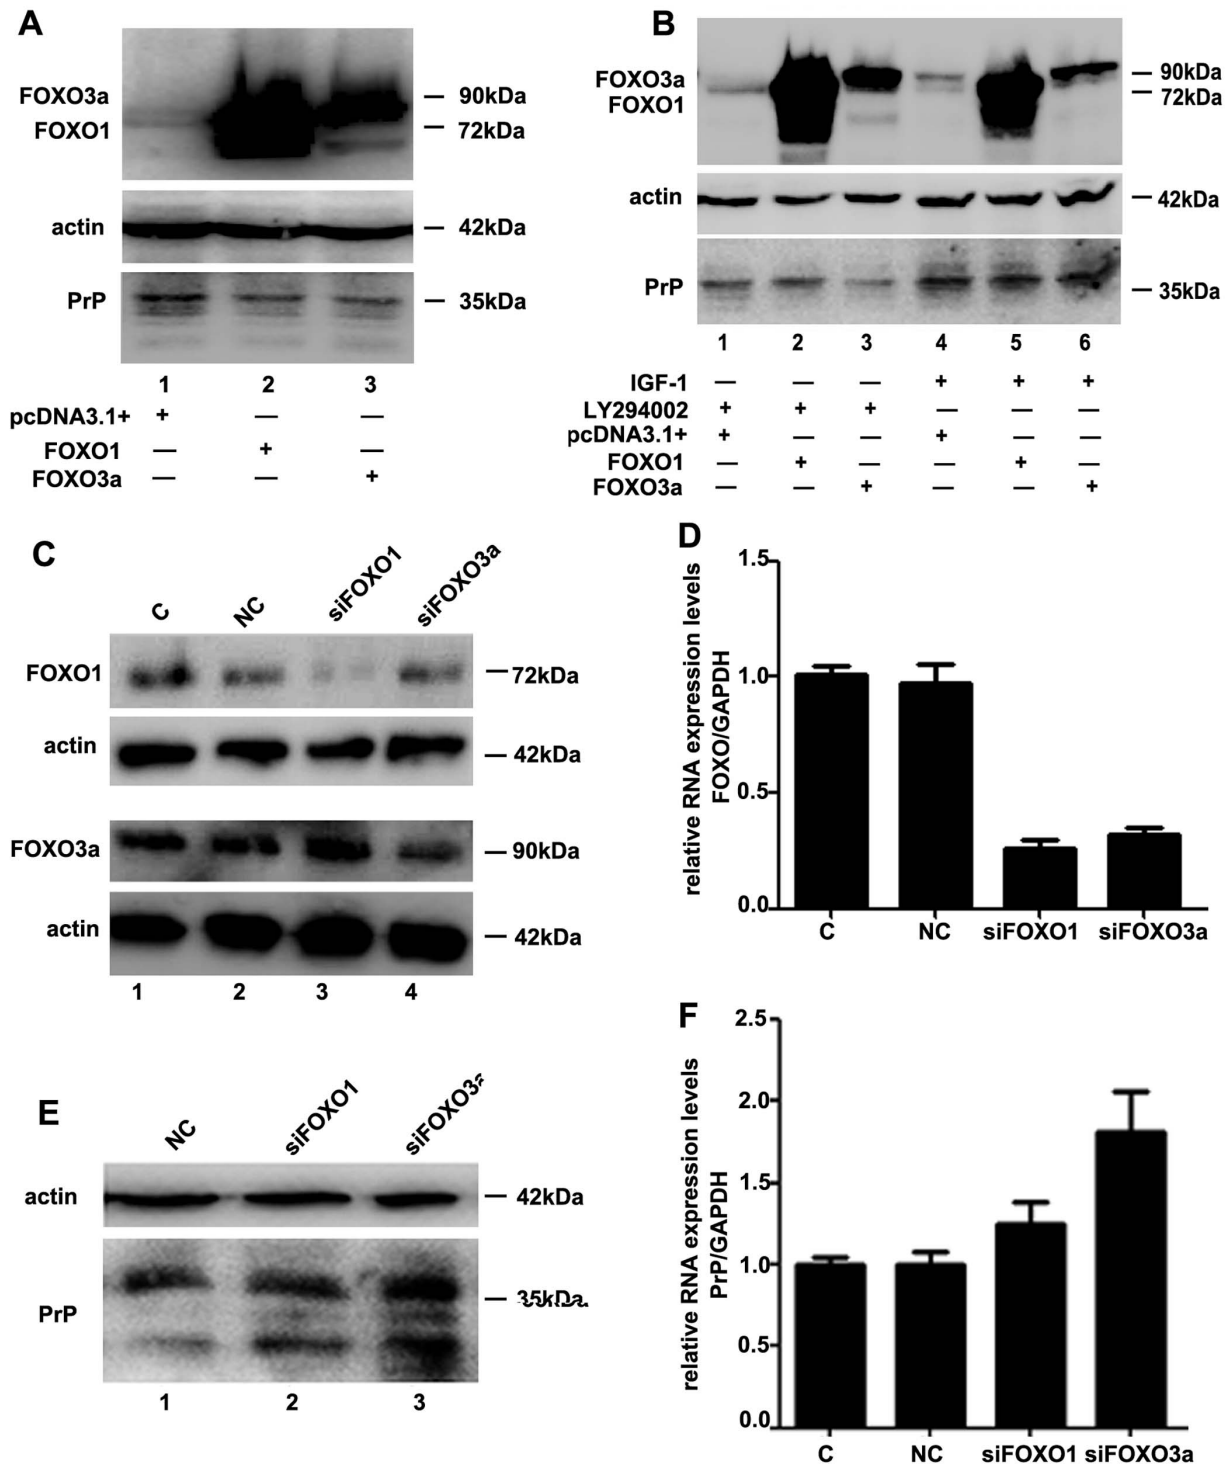 A
FOXO3a
FOXO1
90kDa
72kDa
actin
42kDa
PrP
35kDa
1 2 3
pcDNA3.1+ + — —
FOXO1 — + —
FOXO3a — — +
B
FOXO3a
FOXO1
90kDa
72kDa
actin
42kDa
PrP
35kDa
1 2 3 4 5 6
IGF-1 — — — + + +
LY294002 + + + — — —
pcDNA3.1+ + — — + — —
FOXO1 — + — — + —
FOXO3a — — + — — +
C
C NC siFOXO1 siFOXO3a
FOXO1
72kDa
actin
42kDa
FOXO3a
90kDa
actin
42kDa
1 2 3 4
D
relative RNA expression levels
FOXO/GAPDH
1.5
1.0
0.5
0.0
C NC siFOXO1 siFOXO3a
E
NC siFOXO1 siFOXO3a
actin
42kDa
PrP
35kDa
1 2 3
F
relative RNA expression levels
PrP/GAPDH
2.5
2.0
1.5
1.0
0.5
0.0
C NC siFOXO1 siFOXO3a